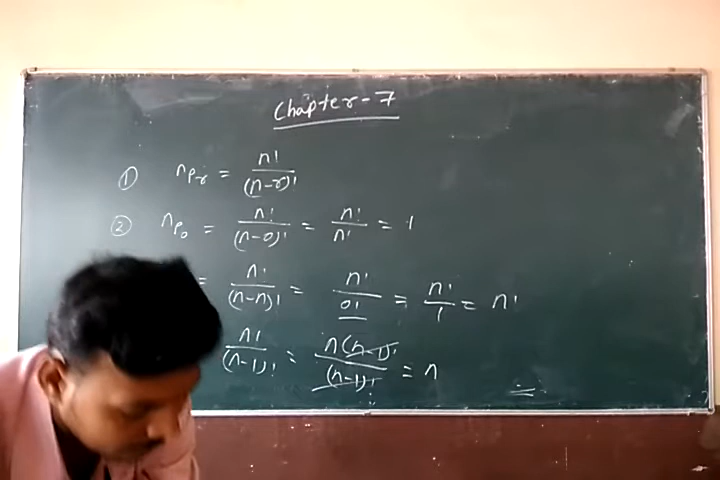 Chapter-7
① nPr = n!/(n-r)!
② nP0 = n!/(n-0)! = n!/n! = 1
= n!/(n-n)! = n!/0! = n!/1 = n!
n!/(n-1)! = n(n-1)!/(n-1)! = n